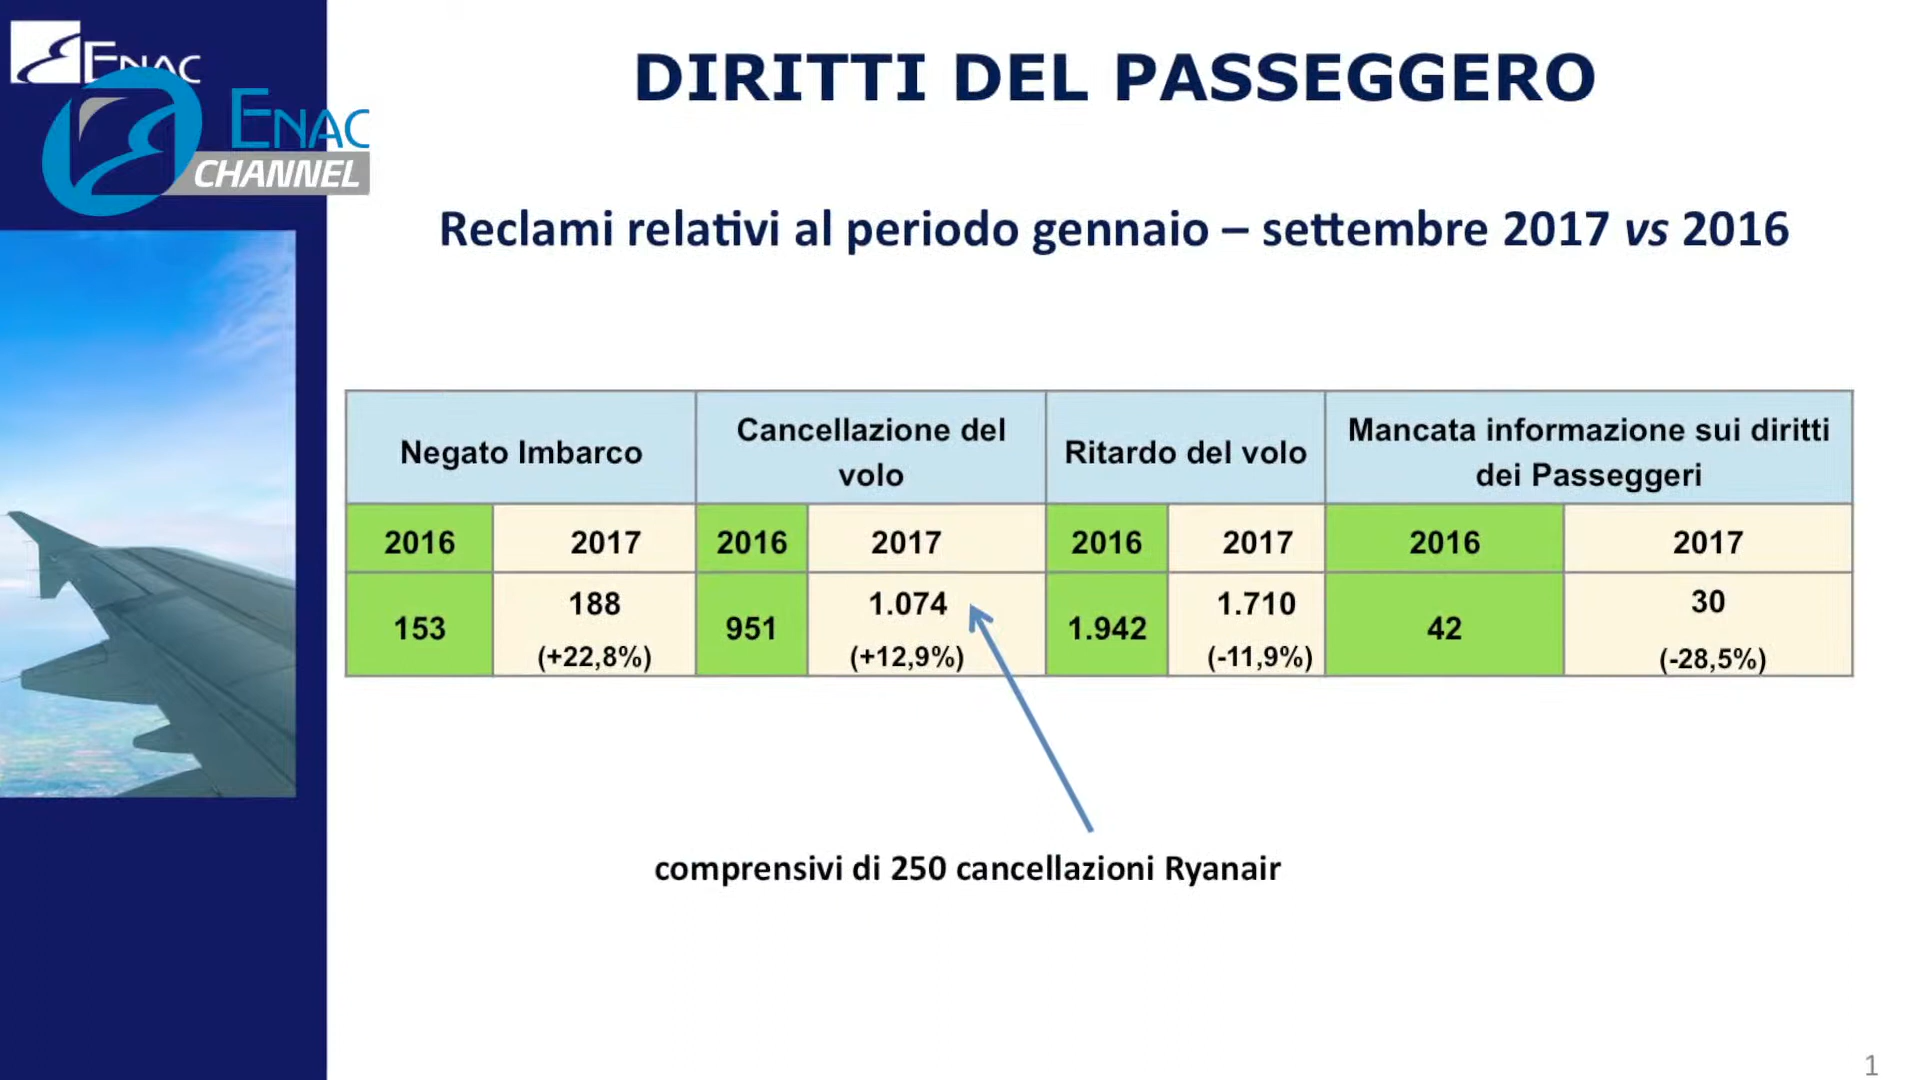 ENAC
ENAC
CHANNEL
DIRITTI DEL PASSEGGERO
Reclami relativi al periodo gennaio – settembre 2017 vs 2016
Negato Imbarco
Cancellazione del
volo
Ritardo del volo
Mancata informazione sui diritti
dei Passeggeri
2016 2017 2016 2017 2016 2017 2016 2017
153
188
(+22,8%)
951
1.074
(+12,9%)
1.942
1.710
(-11,9%)
42
30
(-28,5%)
comprensivi di 250 cancellazioni Ryanair
1